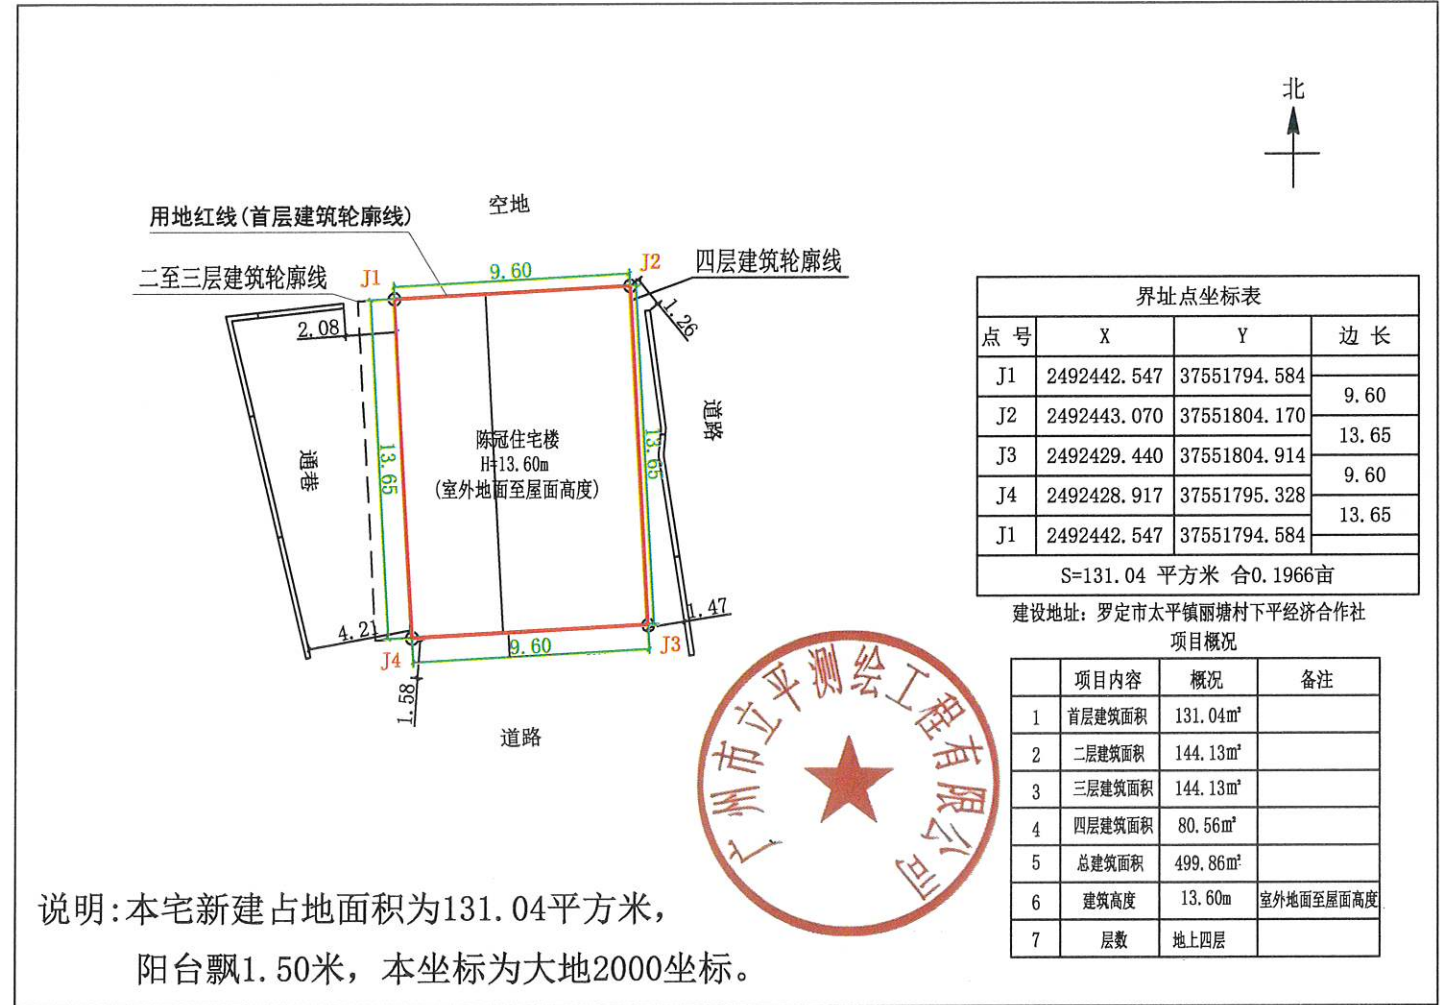 北
空地
用地红线(首层建筑轮廓线)
二至三层建筑轮廓线
J1
9.60
J2
四层建筑轮廓线
2.08
1.26
道路
通巷
13.65
13.65
陈冠住宅楼
H=13.60m
(室外地面至屋面高度)
4.21
J4
9.60
J3
1.47
1.58
道路
界址点坐标表
点 号 X Y 边 长
J1 2492442.547 37551794.584
9.60
J2 2492443.070 37551804.170
13.65
J3 2492429.440 37551804.914
9.60
J4 2492428.917 37551795.328
13.65
J1 2492442.547 37551794.584
S=131.04 平方米 合0.1966亩
建设地址: 罗定市太平镇丽塘村下平经济合作社
项目概况
项目内容 概况 备注
1 首层建筑面积 131.04m²
2 二层建筑面积 144.13m²
3 三层建筑面积 144.13m²
4 四层建筑面积 80.56m²
5 总建筑面积 499.86m²
6 建筑高度 13.60m 室外地面至屋面高度
7 层数 地上四层
广州市立平测绘工程有限公司
说明:本宅新建占地面积为131.04平方米，
阳台飘1.50米，本坐标为大地2000坐标。